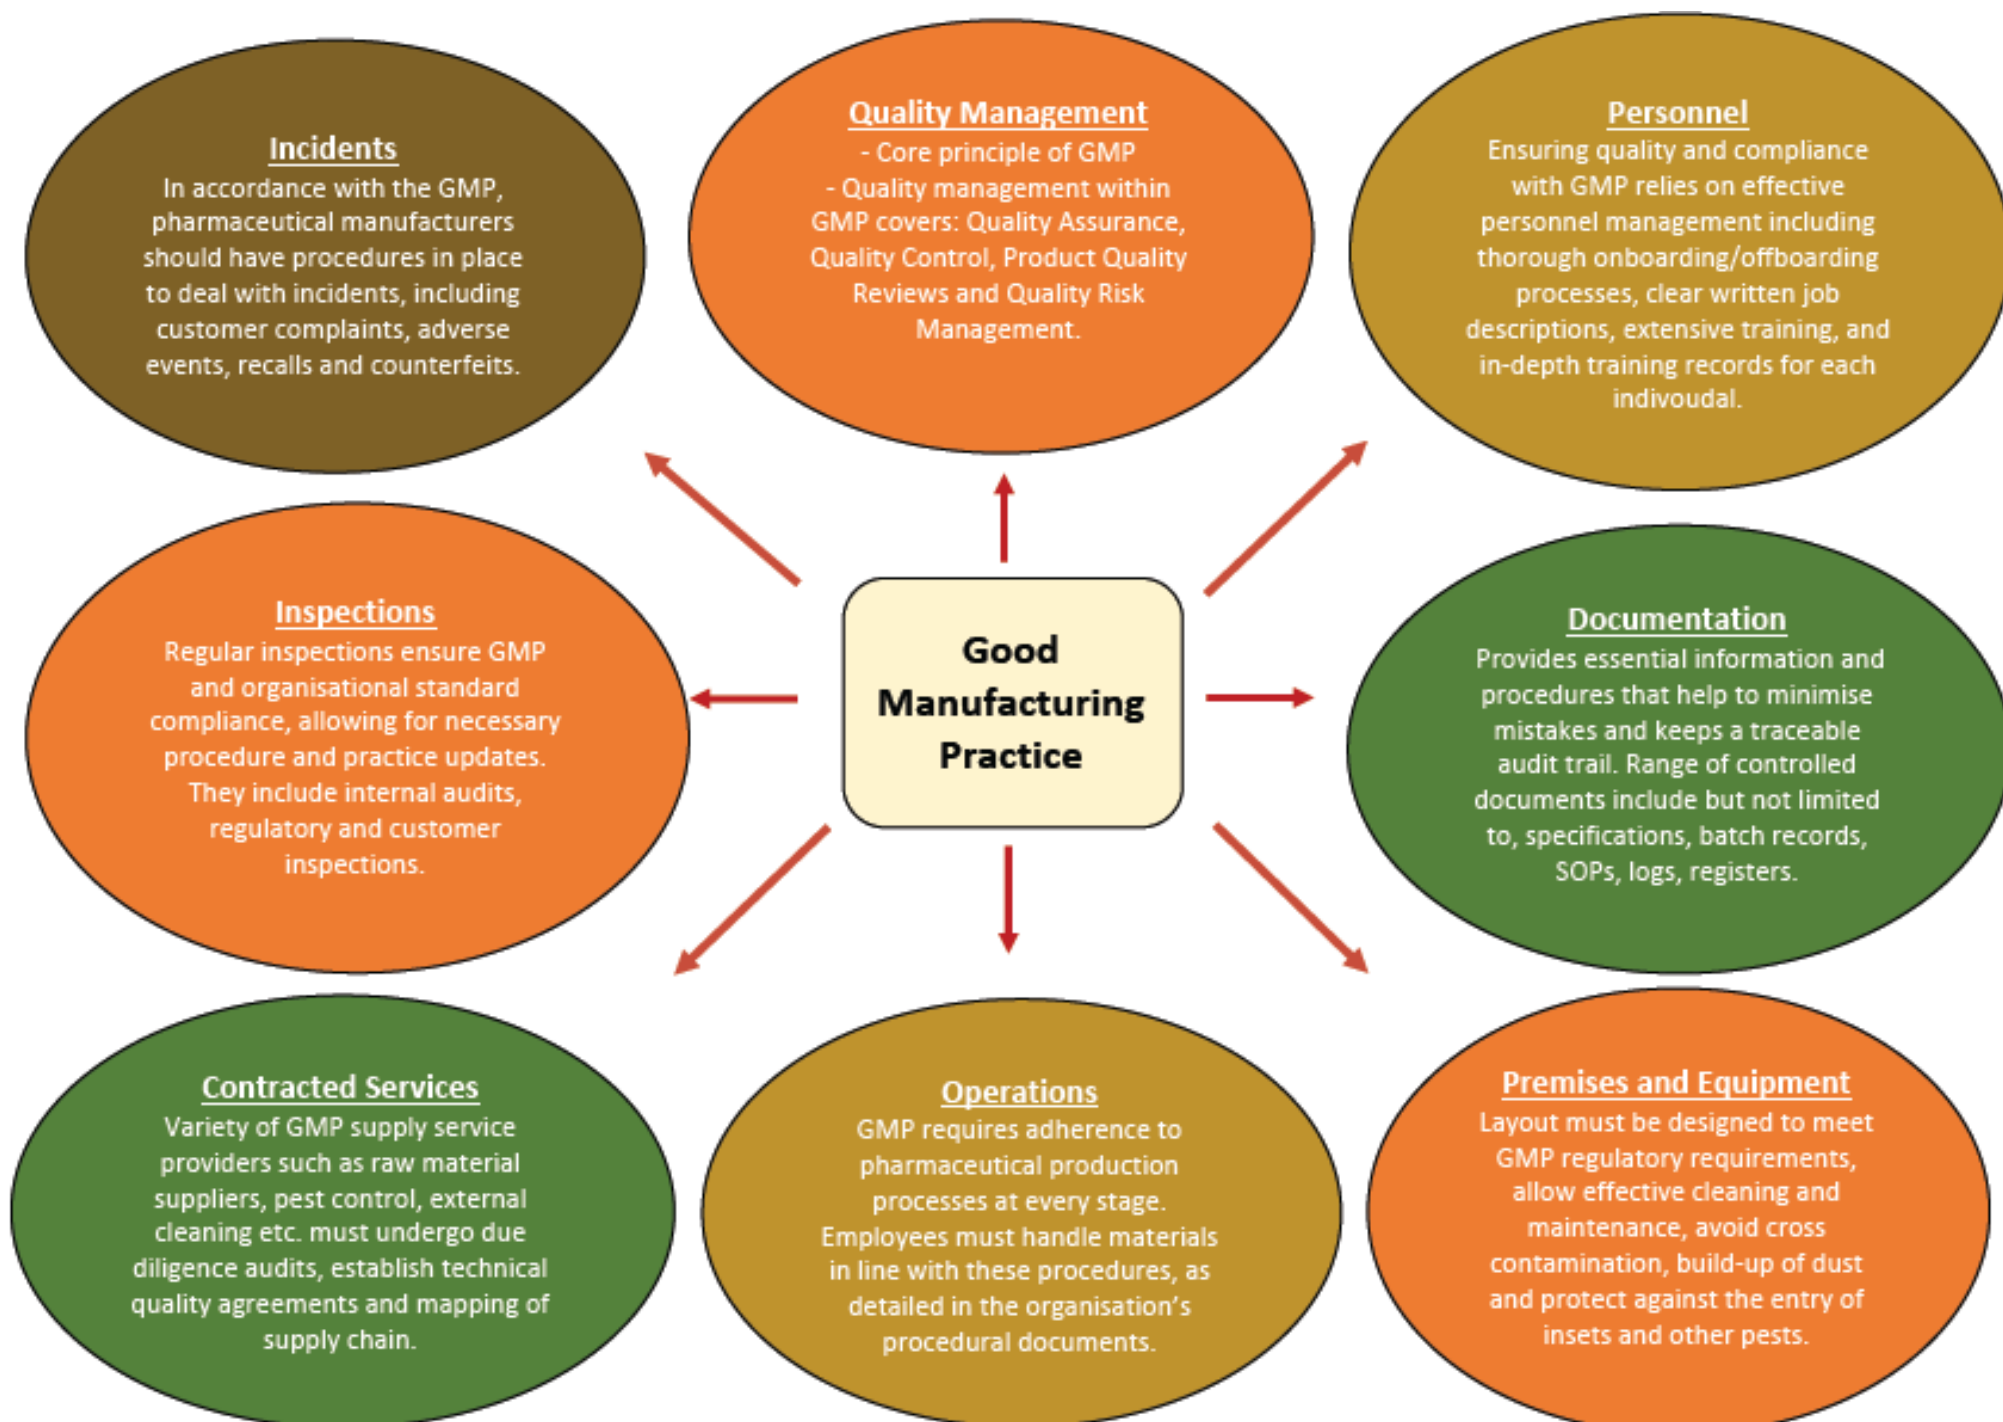 Incidents
In accordance with the GMP,
pharmaceutical manufacturers
should have procedures in place
to deal with incidents, including
customer complaints, adverse
events, recalls and counterfeits.
Quality Management
- Core principle of GMP
- Quality management within
GMP covers: Quality Assurance,
Quality Control, Product Quality
Reviews and Quality Risk
Management.
Personnel
Ensuring quality and compliance
with GMP relies on effective
personnel management including
thorough onboarding/offboarding
processes, clear written job
descriptions, extensive training, and
in-depth training records for each
indivoudal.
Inspections
Regular inspections ensure GMP
and organisational standard
compliance, allowing for necessary
procedure and practice updates.
They include internal audits,
regulatory and customer
inspections.
Good
Manufacturing
Practice
Documentation
Provides essential information and
procedures that help to minimise
mistakes and keeps a traceable
audit trail. Range of controlled
documents include but not limited
to, specifications, batch records,
SOPs, logs, registers.
Contracted Services
Variety of GMP supply service
providers such as raw material
suppliers, pest control, external
cleaning etc. must undergo due
diligence audits, establish technical
quality agreements and mapping of
supply chain.
Operations
GMP requires adherence to
pharmaceutical production
processes at every stage.
Employees must handle materials
in line with these procedures, as
detailed in the organisation's
procedural documents.
Premises and Equipment
Layout must be designed to meet
GMP regulatory requirements,
allow effective cleaning and
maintenance, avoid cross
contamination, build-up of dust
and protect against the entry of
insets and other pests.